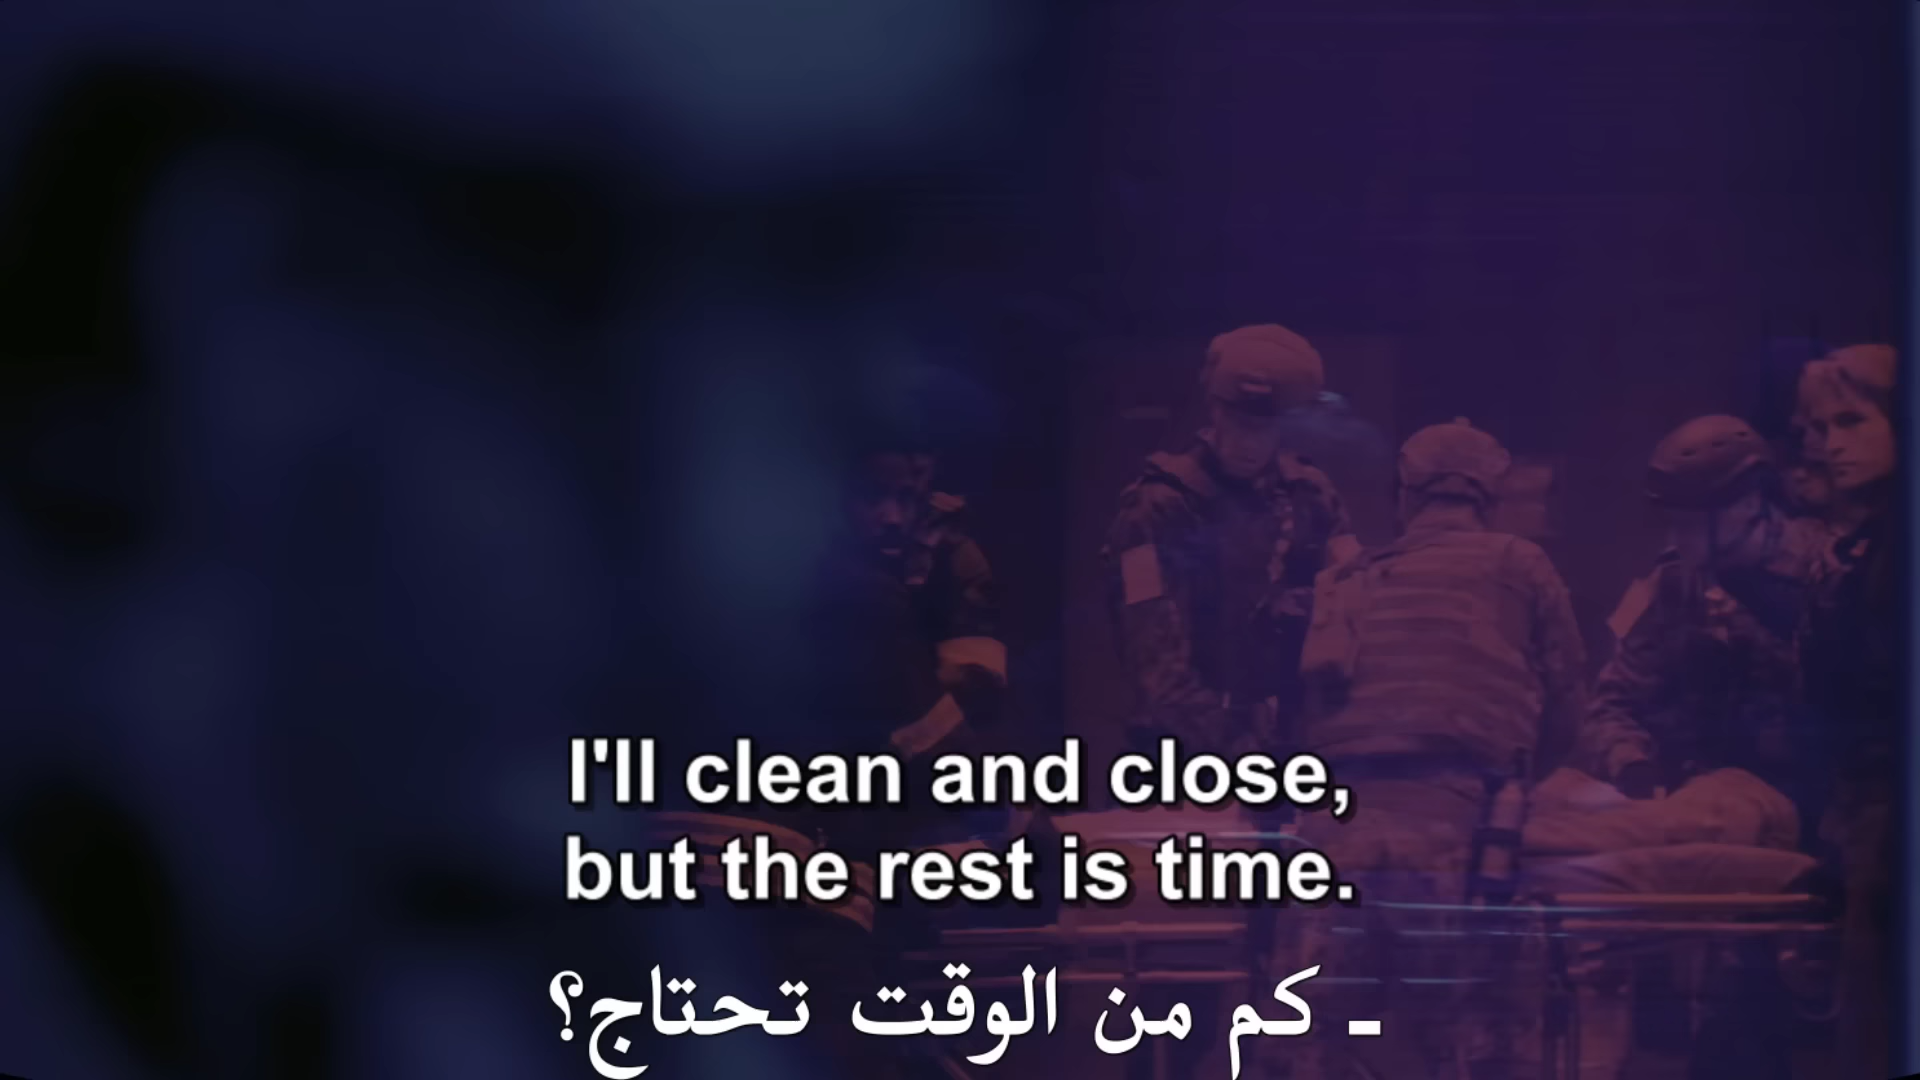 I'll clean and close,
but the rest is time.
ـ كم من الوقت تحتاج؟